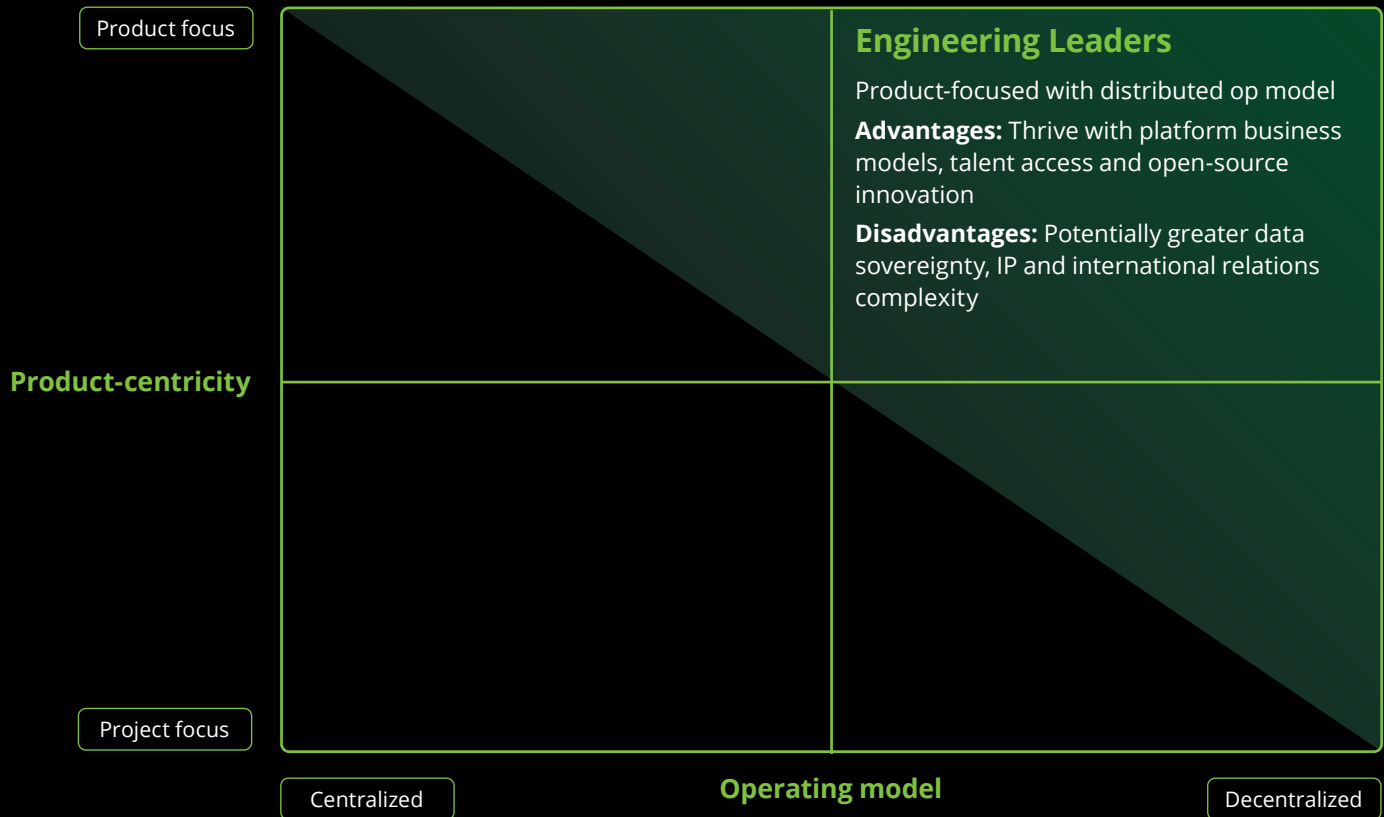 Product focus
Engineering Leaders
Product-focused with distributed op model
Advantages: Thrive with platform business
models, talent access and open-source
innovation
Disadvantages: Potentially greater data
sovereignty, IP and international relations
complexity
Product-centricity
Project focus
Centralized
Operating model
Decentralized